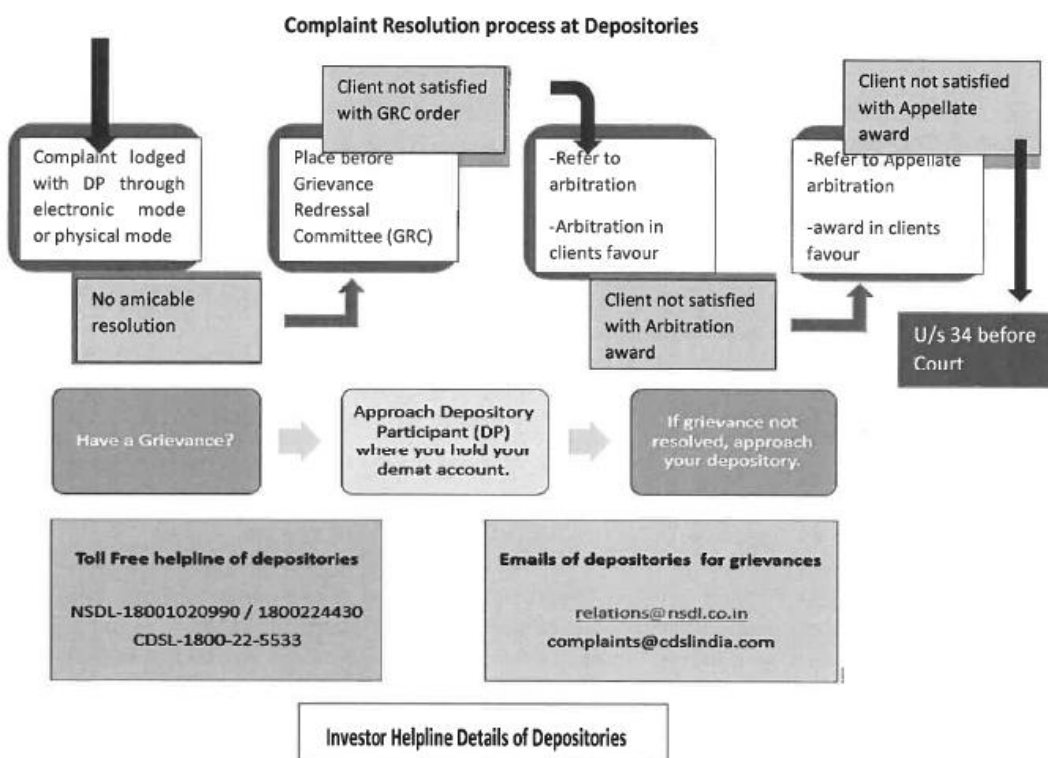 Complaint Resolution process at Depositories
Complaint lodged
with DP through
electronic mode
or physical mode
No amicable
resolution
Client not satisfied
with GRC order
Place before
Grievance
Redressal
Committee (GRC)
-Refer to
arbitration
-Arbitration in
clients favour
Client not satisfied
with Arbitration
award
Client not satisfied
with Appellate
award
-Refer to Appellate
arbitration
-award in clients
favour
U/s 34 before
Court
Have a Grievance?
Approach Depository
Participant (DP)
where you hold your
demat account.
If grievance not
resolved, approach
your depository.
Toll Free helpline of depositories
NSDL-18001020990 / 1800224430
CDSL-1800-22-5533
Emails of depositories for grievances
relations@nsdl.co.in
complaints@cdslindia.com
Investor Helpline Details of Depositories